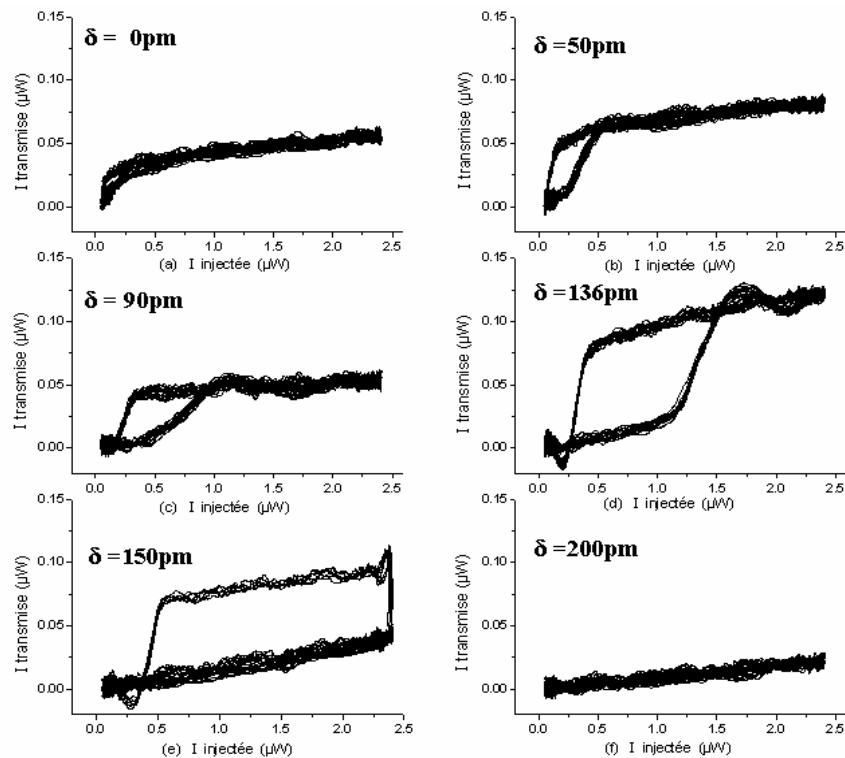 δ = 0pm
I transmise (µW)
0.15
0.10
0.05
0.00
0.0 0.5 1.0 1.5 2.0 2.5
(a) I injectée (µW)
δ =50pm
I transmise (µW)
0.15
0.10
0.05
0.00
0.0 0.5 1.0 1.5 2.0 2.5
(b) I injectée (µW)
δ = 90pm
I transmise (µW)
0.15
0.10
0.05
0.00
0.0 0.5 1.0 1.5 2.0 2.5
(c) I injectée (µW)
δ =136pm
I transmise (µW)
0.15
0.10
0.05
0.00
0.0 0.5 1.0 1.5 2.0 2.5
(d) I injectée (µW)
δ =150pm
I transmise (µW)
0.15
0.10
0.05
0.00
0.0 0.5 1.0 1.5 2.0 2.5
(e) I injectée (µW)
δ =200pm
I transmise (µW)
0.15
0.10
0.05
0.00
0.0 0.5 1.0 1.5 2.0 2.5
(f) I injectée (µW)